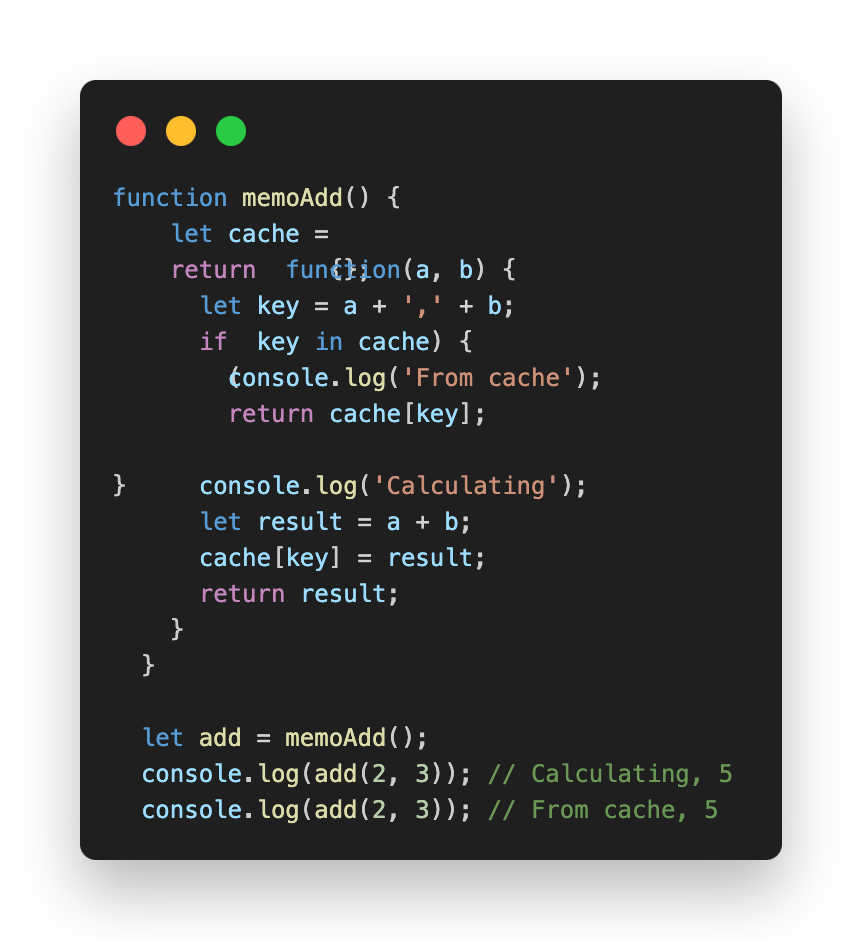 function memoAdd() {
    let cache = {};
    return function(a, b) {
      let key = a + ',' + b;
      if (key in cache) {
        console.log('From cache');
        return cache[key];
}     console.log('Calculating');
      let result = a + b;
      cache[key] = result;
      return result;
    }
  }
  let add = memoAdd();
  console.log(add(2, 3)); // Calculating, 5
  console.log(add(2, 3)); // From cache, 5